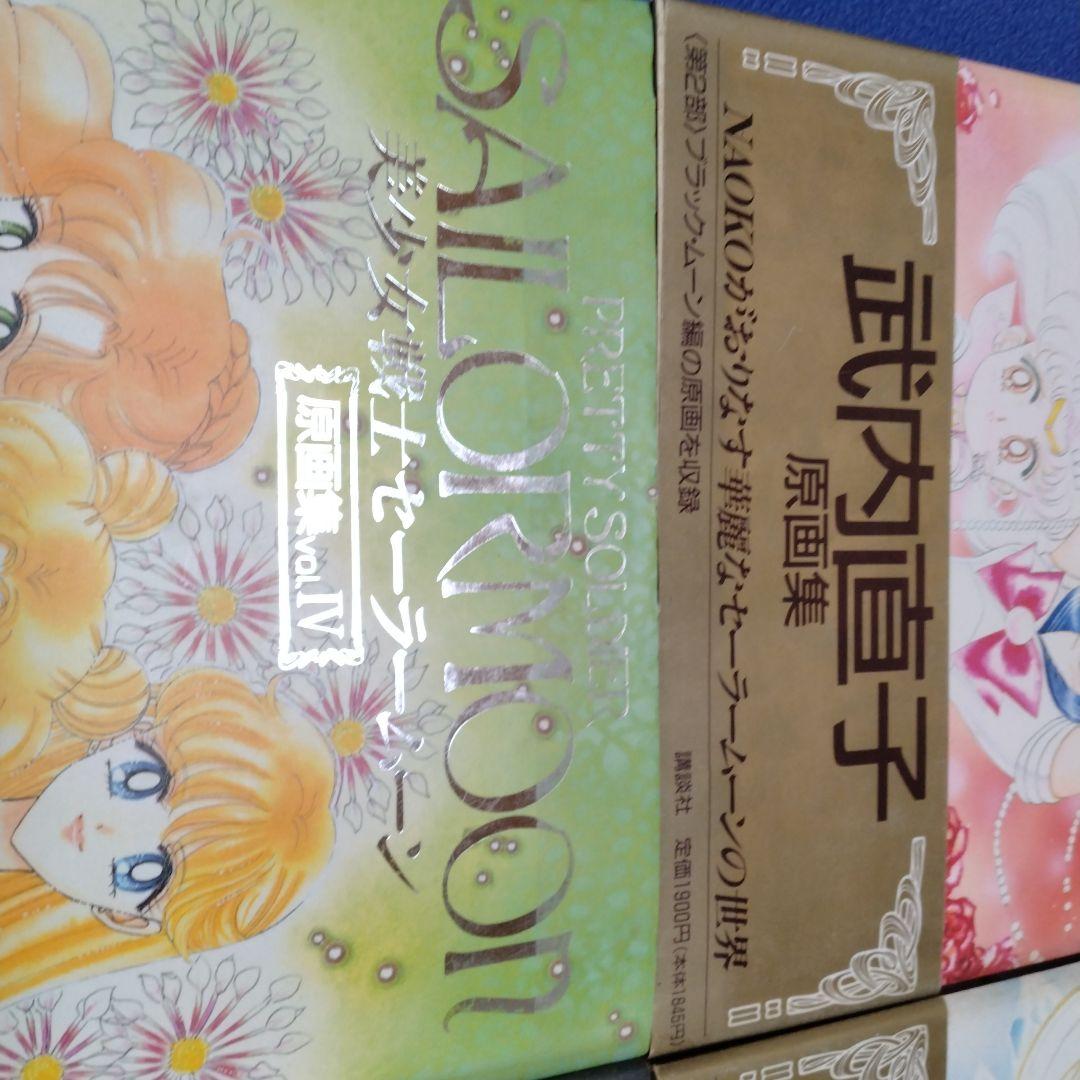 PRETTY SOLDIER
SAILORMOON
美少女戦士セーラームーン
原画集vol.IV
武内直子
原画集
NAOKOがおりなす華麗なセーラームーンの世界
《第2部》ブラック・ムーン編の原画を収録
講談社 定価1900円(本体1845円)